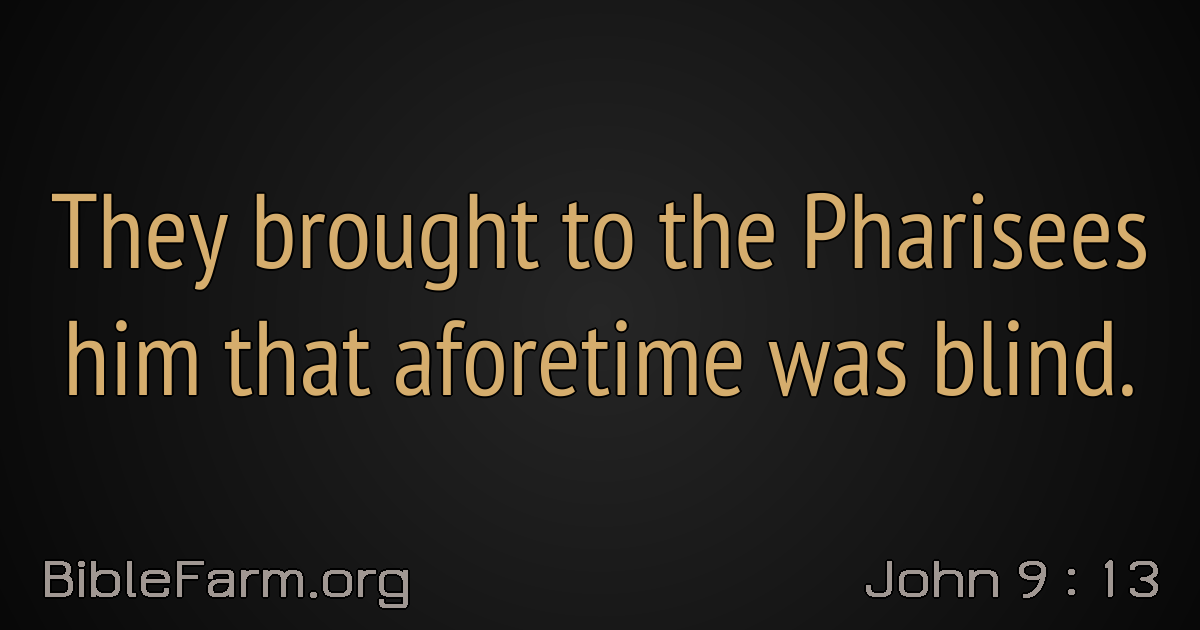 They brought to the Pharisees
him that aforetime was blind.
BibleFarm.org
John 9 : 13